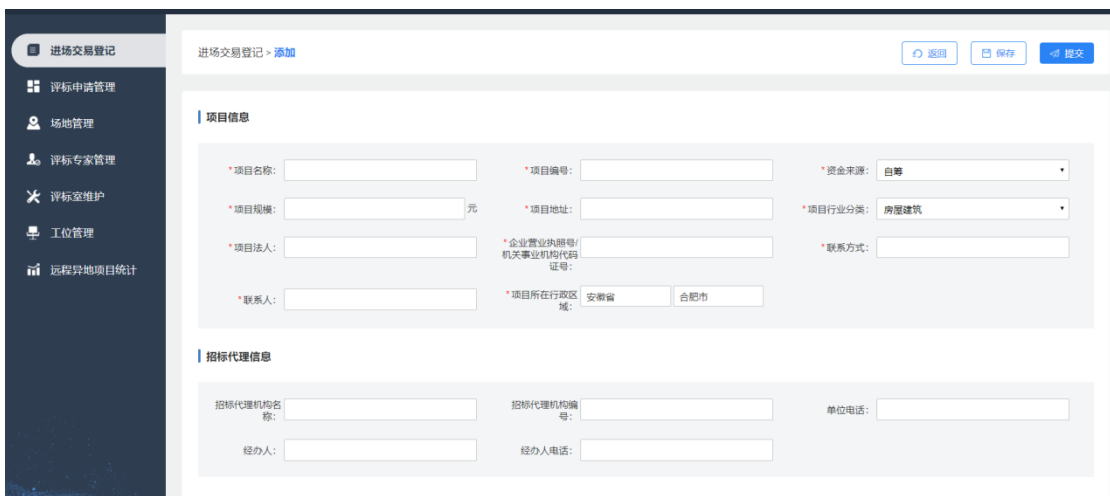 进场交易登记
评标申请管理
场地管理
评标专家管理
评标室维护
工位管理
远程异地项目统计
进场交易登记 > 添加
返回
保存
提交
项目信息
*项目名称:
*项目编号:
*资金来源: 自筹
*项目规模: 元
*项目地址:
*项目行业分类: 房屋建筑
*项目法人:
*企业营业执照号/
机关事业机构代码
证号:
*联系方式:
*联系人:
*项目所在行政区
域: 安徽省 合肥市
招标代理信息
招标代理机构名
称:
招标代理机构编
号:
单位电话:
经办人:
经办人电话: